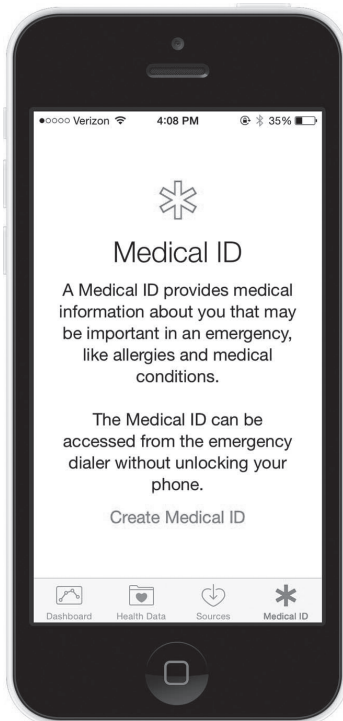 Verizon 4:08 PM 35%
Medical ID
A Medical ID provides medical
information about you that may
be important in an emergency,
like allergies and medical
conditions.
The Medical ID can be
accessed from the emergency
dialer without unlocking your
phone.
Create Medical ID
Dashboard Health Data Sources Medical ID